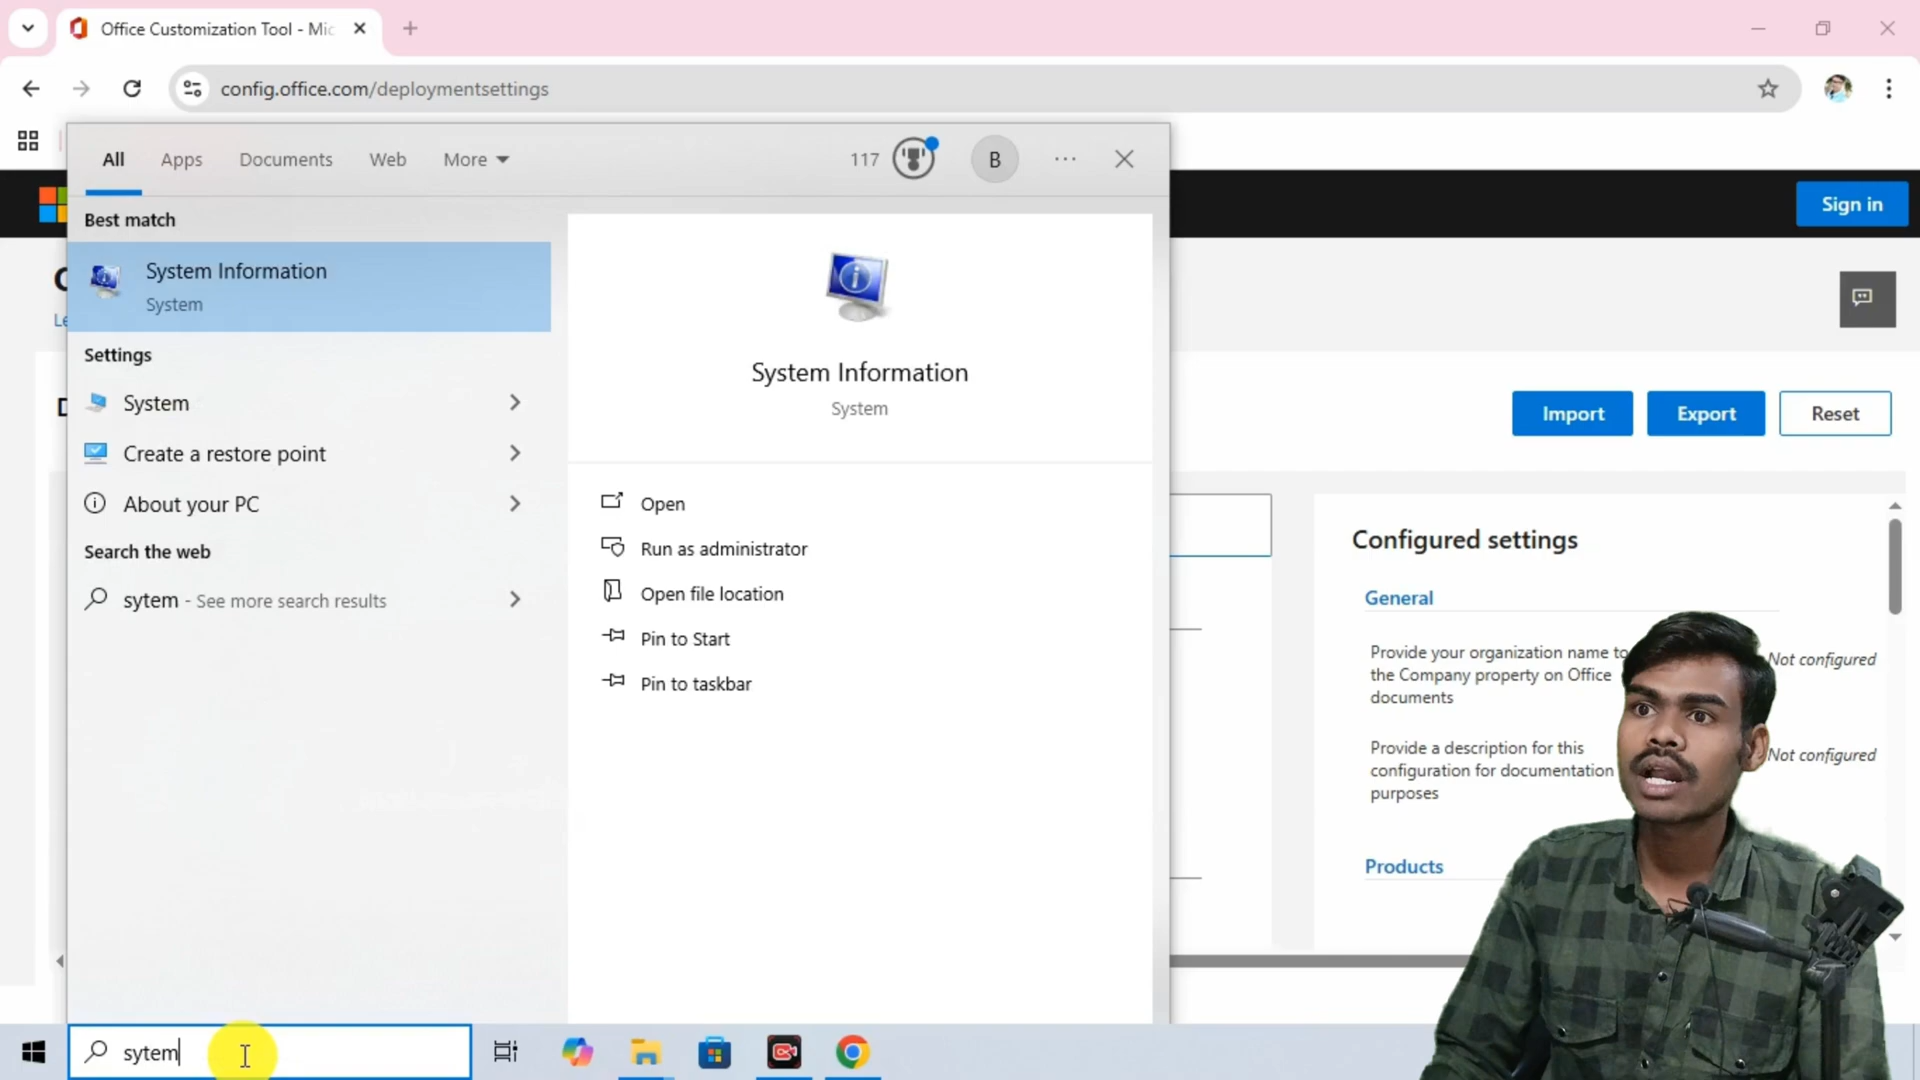 Office Customization Tool - Mic
config.office.com/deploymentsettings
All Apps Documents Web More
117
B
Sign in
Best match
System Information
System
Settings
System
Create a restore point
About your PC
Search the web
sytem - See more search results
System Information
System
Open
Run as administrator
Open file location
Pin to Start
Pin to taskbar
Import
Export
Reset
Configured settings
General
Provide your organization name to
the Company property on Office
documents
Not configured
Provide a description for this
configuration for documentation
purposes
Not configured
Products
sytem